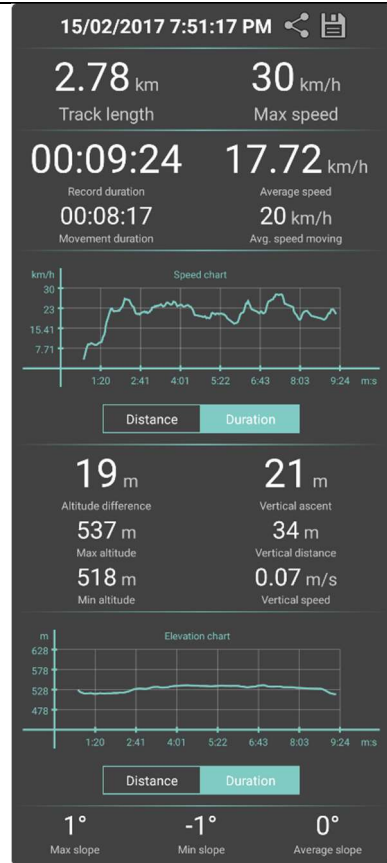 15/02/2017 7:51:17 PM
2.78 km 30 km/h
Track length Max speed
00:09:24 17.72 km/h
Record duration Average speed
00:08:17 20 km/h
Movement duration Avg. speed moving
km/h Speed chart
30
23
15.41
7.71
1:20 2:41 4:01 5:22 6:43 8:03 9:24 m:s
Distance Duration
19 m 21 m
Altitude difference Vertical ascent
537 m 34 m
Max altitude Vertical distance
518 m 0.07 m/s
Min altitude Vertical speed
m Elevation chart
628
578
528
478
1:20 2:41 4:01 5:22 6:43 8:03 9:24 m:s
Distance Duration
1° -1° 0°
Max slope Min slope Average slope